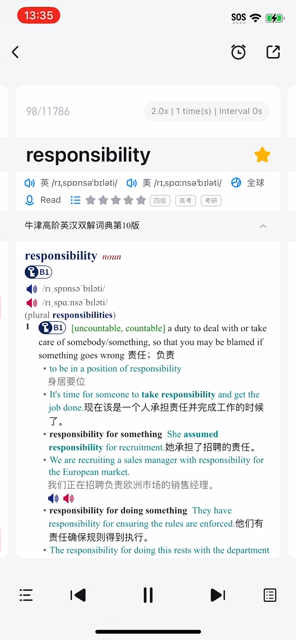 13:35
SOS
98/11786
2.0x | 1 time(s) | Interval 0s
responsibility
英 /rɪˌspɒnsəˈbɪləti/ 美 /rɪˌspɑːnsəˈbɪləti/ 全球
Read 四级 高考 考研
牛津高阶英汉双解词典第10版
responsibility noun
B1
/rɪˌspɒnsəˈbɪləti/
/rɪˌspɑːnsəˈbɪləti/
(plural responsibilities)
1 B1 [uncountable, countable] a duty to deal with or take
care of somebody/something, so that you may be blamed if
something goes wrong 责任；负责
• to be in a position of responsibility
身居要位
• It's time for someone to take responsibility and get the
job done.现在该是一个人承担责任并完成工作的时候
了。
• responsibility for something She assumed
responsibility for recruitment.她承担了招聘的责任。
• We are recruiting a sales manager with responsibility for
the European market.
我们正在招聘负责欧洲市场的销售经理。
• responsibility for doing something They have
responsibility for ensuring the rules are enforced.他们有
责任确保规则得到执行。
• The responsibility for doing this rests with the department